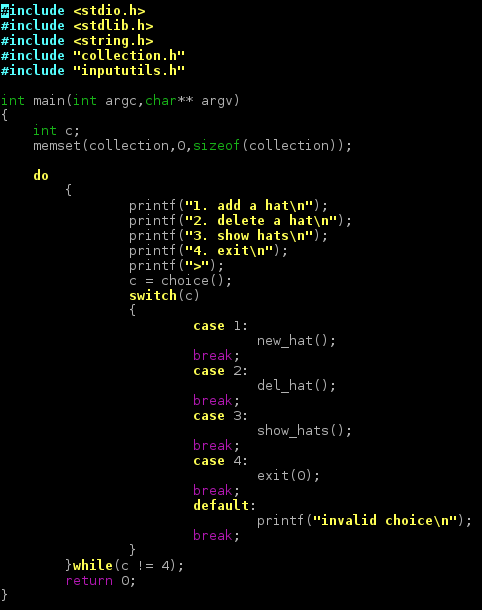 #include <stdio.h>
#include <stdlib.h>
#include <string.h>
#include "collection.h"
#include "inpututils.h"
int main(int argc,char** argv)
{
int c;
memset(collection,0,sizeof(collection));
do
{
printf("1. add a hat\n");
printf("2. delete a hat\n");
printf("3. show hats\n");
printf("4. exit\n");
printf(">");
c = choice();
switch(c)
{
case 1:
new_hat();
break;
case 2:
del_hat();
break;
case 3:
show_hats();
break;
case 4:
exit(0);
break;
default:
printf("invalid choice\n");
break;
}
}while(c != 4);
return 0;
}